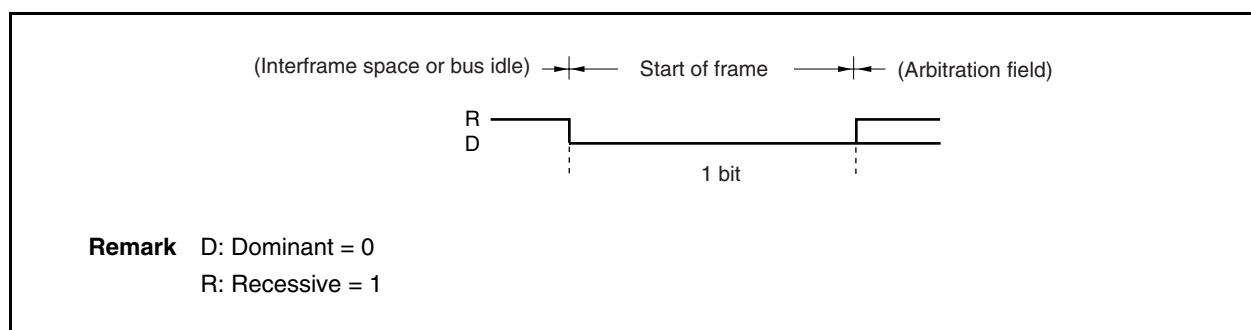 (Interframe space or bus idle) Start of frame (Arbitration field)
R
D
1 bit
Remark D: Dominant = 0
R: Recessive = 1